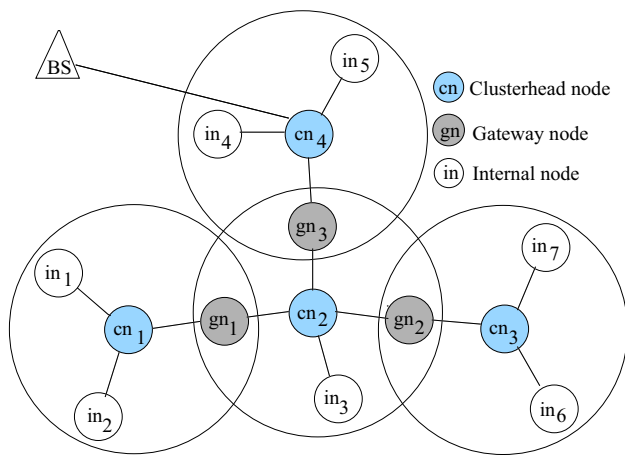 BS
in5
cn Clusterhead node
in4
cn4
gn Gateway node
in Internal node
gn3
in7
in1
cn2
gn1
gn2
cn1
cn3
in3
in2
in6